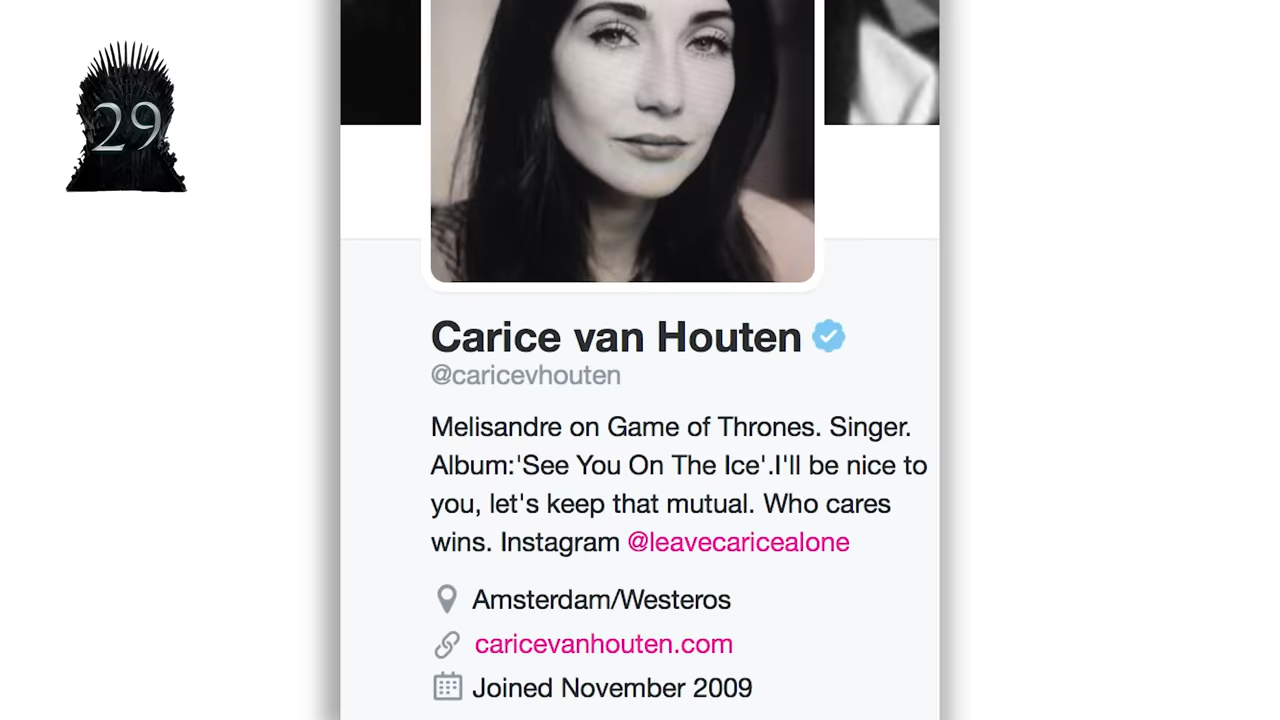 29
Carice van Houten
@caricevhouten
Melisandre on Game of Thrones. Singer.
Album:'See You On The Ice'.I'll be nice to
you, let's keep that mutual. Who cares
wins. Instagram @leavecaricealone
Amsterdam/Westeros
caricevanhouten.com
Joined November 2009